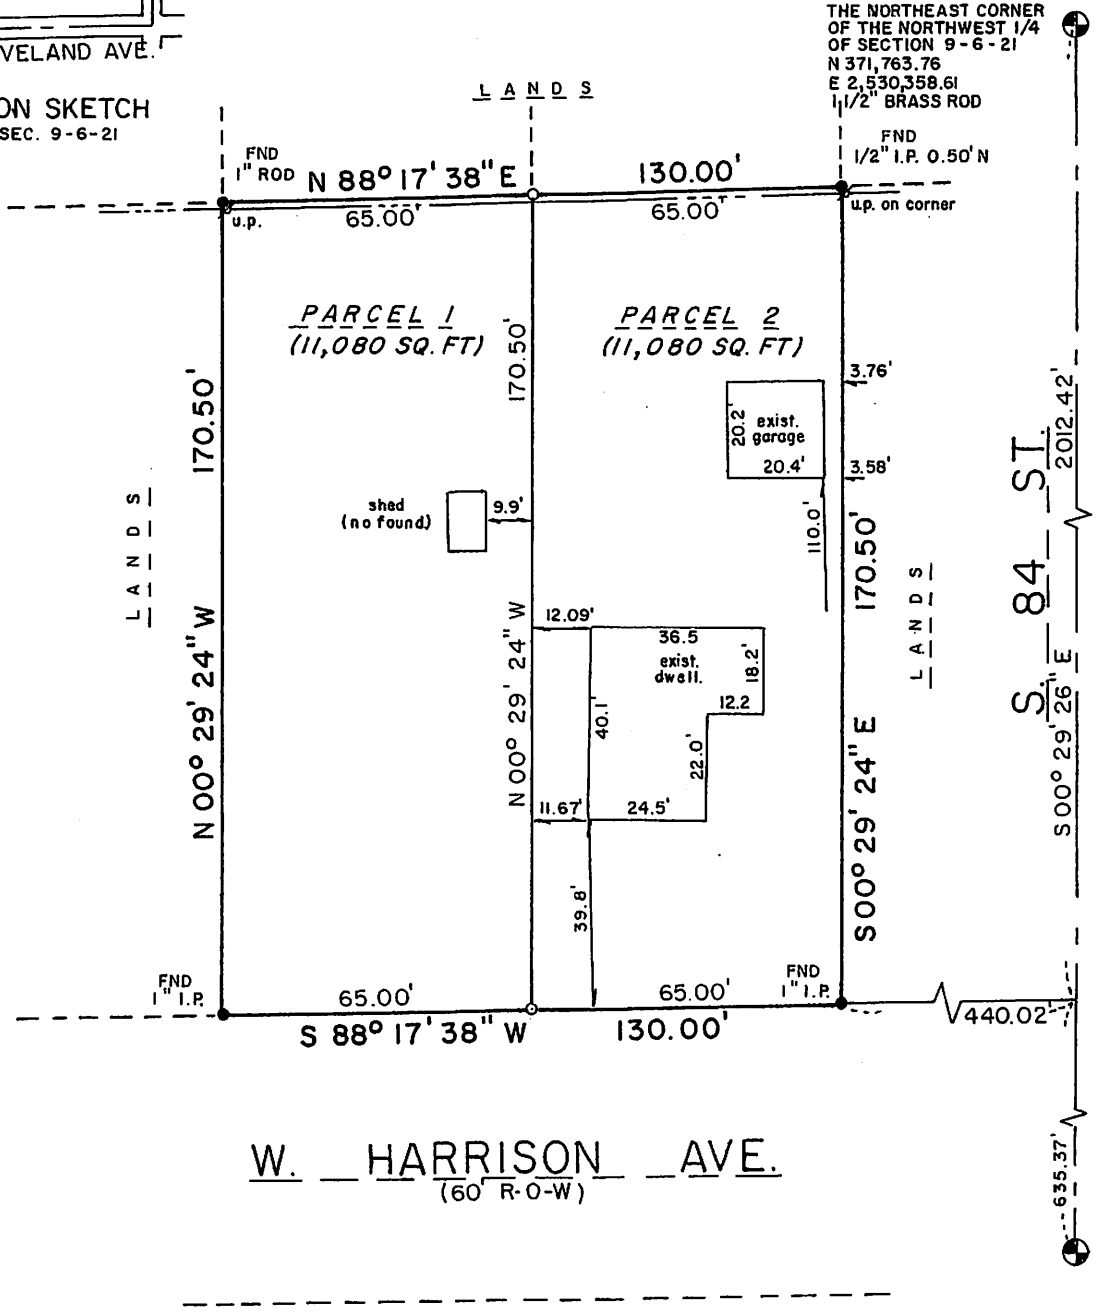 VELAND AVE.
ON SKETCH
SEC. 9-6-21
THE NORTHEAST CORNER
OF THE NORTHWEST 1/4
OF SECTION 9-6-21
N 371,763.76
E 2,530,358.61
1 1/2" BRASS ROD
LANDS
FND
1" ROD
N 88° 17' 38" E
130.00'
FND
1/2" I.P. 0.50' N
u.p.
65.00'
65.00'
u.p. on corner
PARCEL 1
(11,080 SQ. FT)
PARCEL 2
(11,080 SQ. FT)
170.50'
170.50'
3.76'
20.2'
exist.
garage
20.4'
3.58'
110.0'
170.50'
S. 84 ST.
2012.42'
LANDS
shed
(no found.)
9.9'
LANDS
N 00° 29' 24" W
N 00° 29' 24" W
12.09'
36.5
exist.
dwell.
18.2'
12.2
40.1'
22.0'
11.67'
24.5'
39.8'
S 00° 29' 24" E
S 00° 29' 26" E
FND
1" I.P.
65.00'
65.00'
FND
1" I.P.
S 88° 17' 38" W
130.00'
440.02'
W. HARRISON AVE.
(60' R-O-W)
635.37'